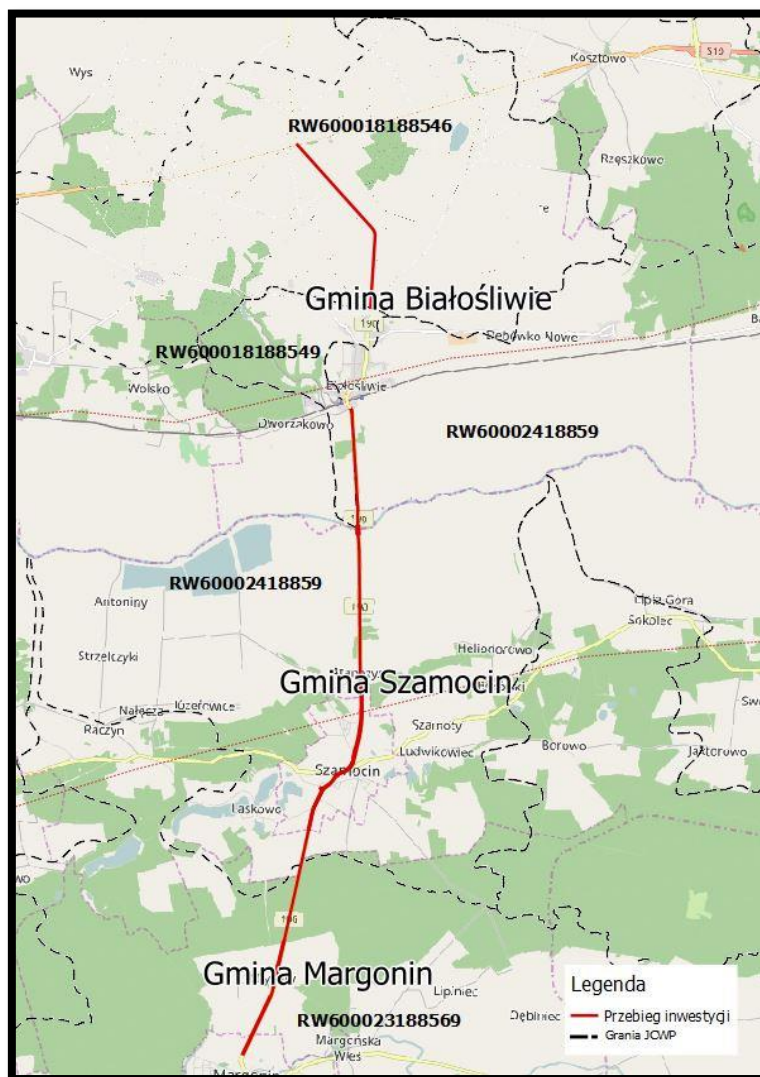 Wys
Kosztowo
S10
RW600018188546
Rzęszkowo
Gmina Białośliwie
190
Dębówko Nowe
RW600018188549
Wolsko
Białośliwie
Dworzakowo
RW60002418859
190
RW60002418859
Antoniny
190
Lipia Góra
Sokolec
Strzelczyki
Heliodorowo
Gmina Szamocin
Nałęcza
Józefowice
Raczyn
Szamoty
Ludwikowiec
Borowo
Jaktorowo
Szamocin
Laskowo
Gmina Margonin
Lipiniec
RW600023188569
Dębiniec
Margońska
Wieś
Margonin
Legenda
Przebieg inwestycji
Grania JCWP